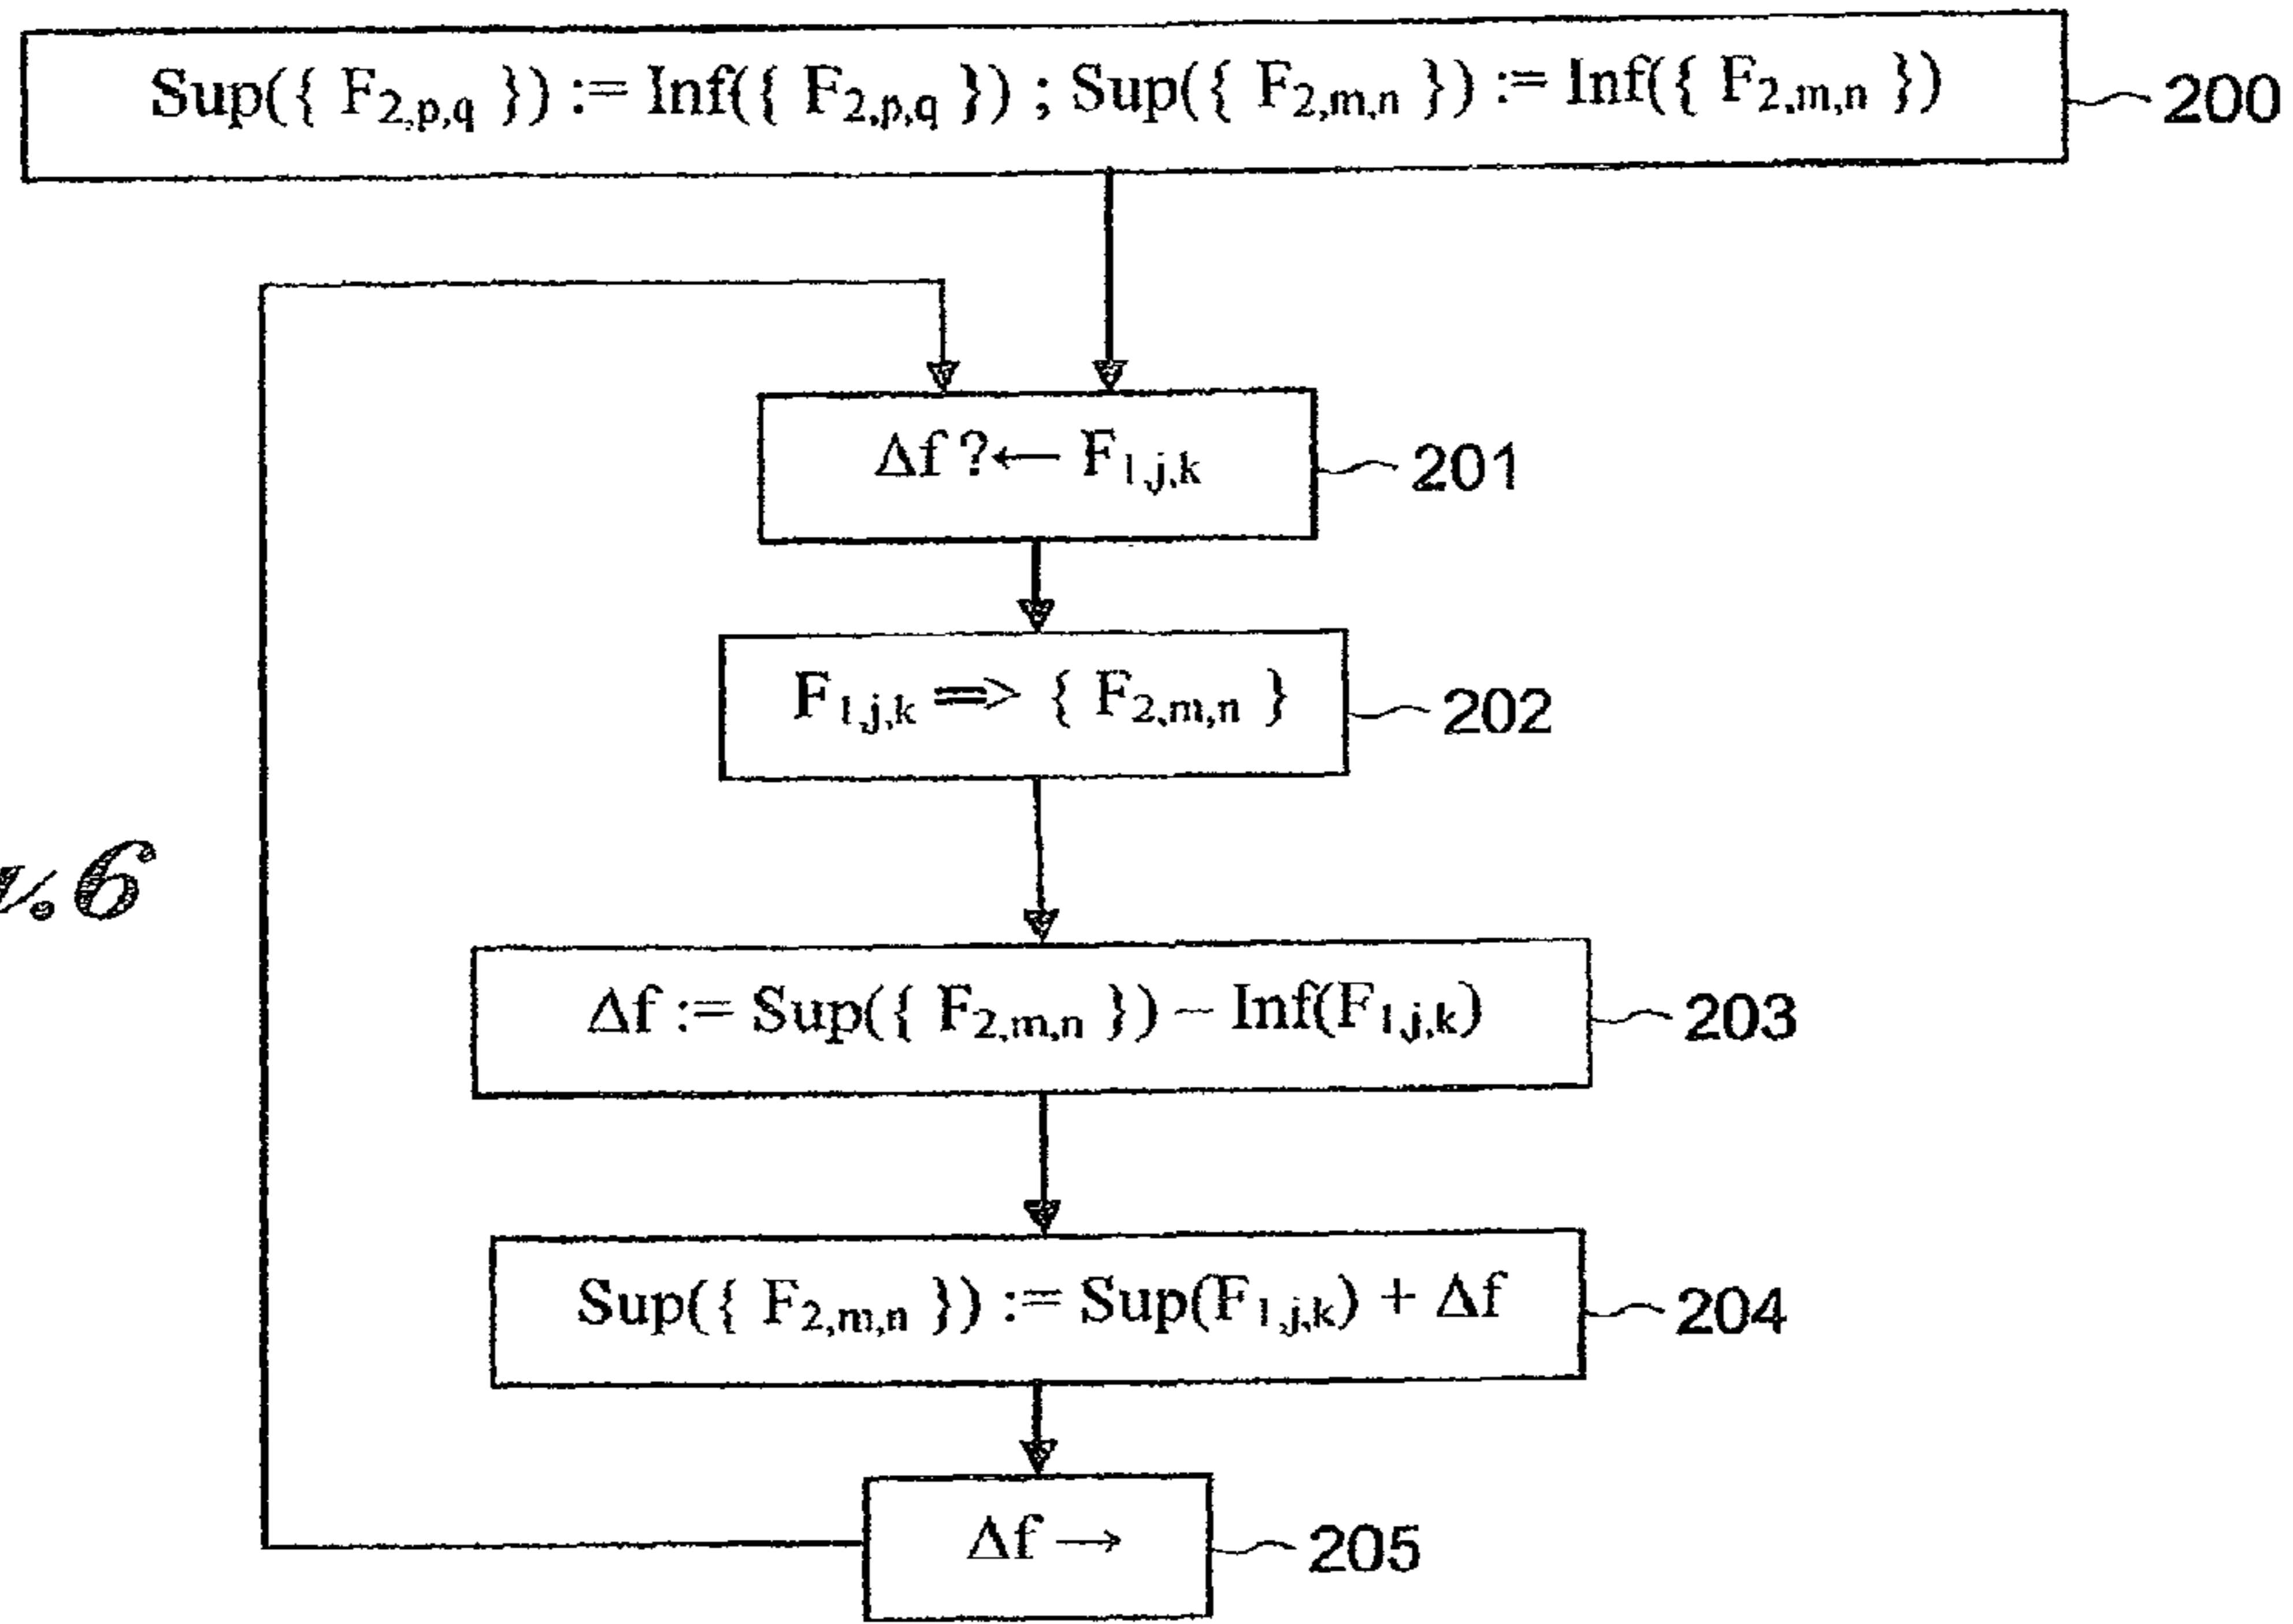 Sup({ F2,p,q }) := Inf({ F2,p,q }) ; Sup({ F2,m,n }) := Inf({ F2,m,n })
200
Δf ?← F1,j,k
201
F1,j,k => { F2,m,n }
202
.6
Δf := Sup({ F2,m,n }) – Inf(F1,j,k)
203
Sup({ F2,m,n }) := Sup(F1,j,k) + Δf
204
Δf →
205